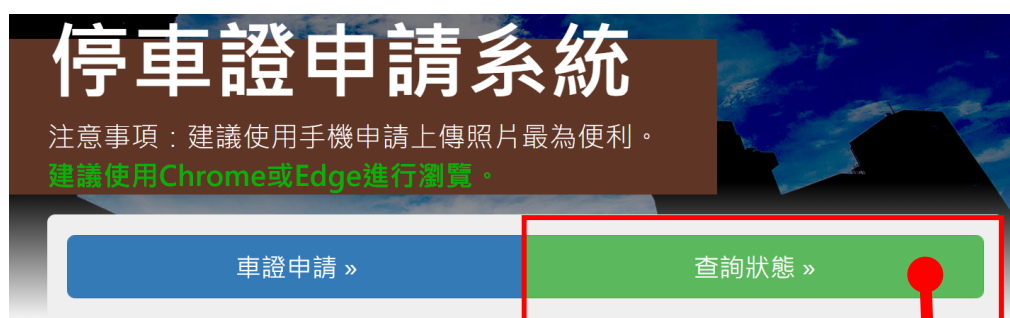 停車證申請系統
注意事項：建議使用手機申請上傳照片最為便利。
建議使用Chrome或Edge進行瀏覽。
車證申請 »
查詢狀態 »